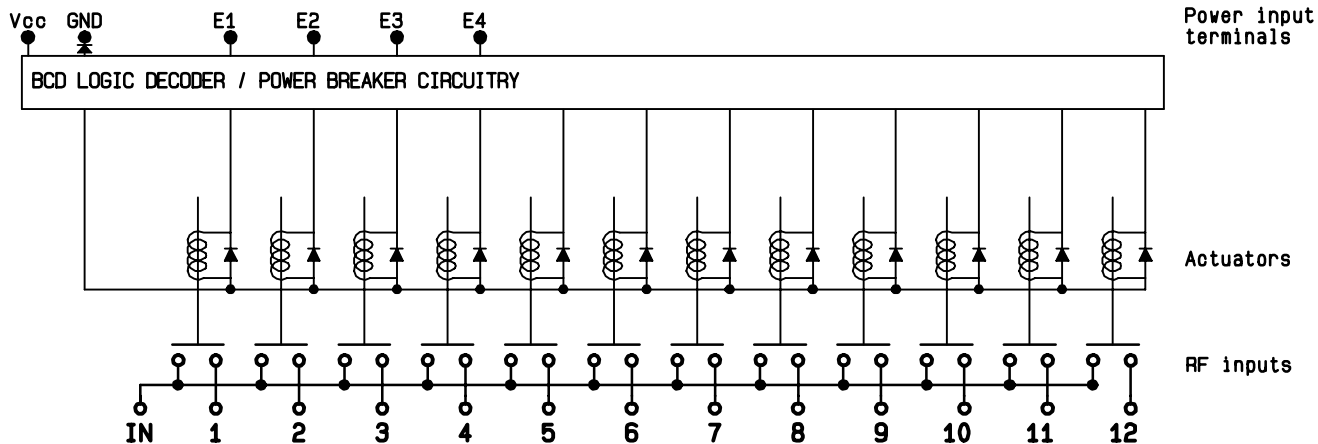 Vcc GND E1 E2 E3 E4 Power input
terminals
BCD LOGIC DECODER / POWER BREAKER CIRCUITRY
Actuators
RF inputs
IN 1 2 3 4 5 6 7 8 9 10 11 12